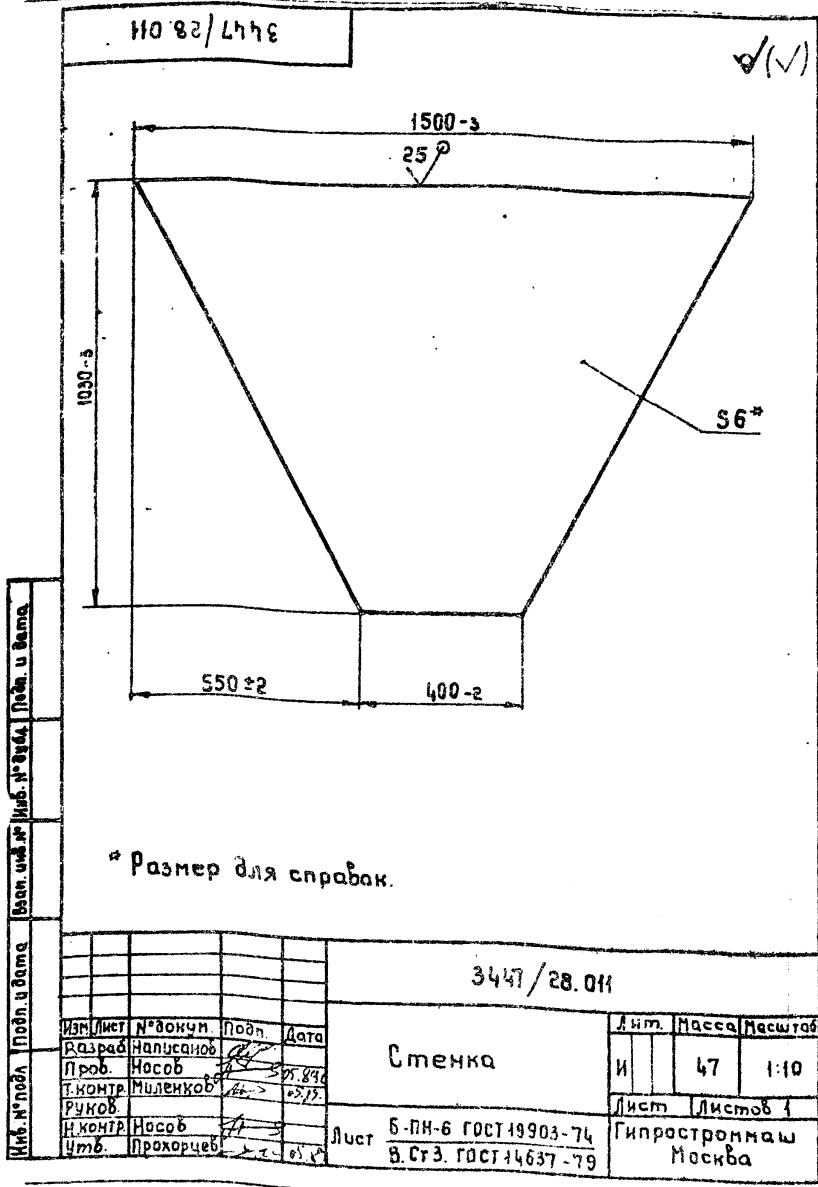 3447/28.011
(√)
1500-3
25
1030-3
S6*
550±2
400-2
* Размер для справок.
Инв. № подл
Подп. и дата
Взам. инв. №
Инв. № дубл
Подп. и дата
3447/28.011
Изм Лист № докум. Подп. Дата
Разраб Написанов
Пров. Носов
Т.контр. Миленков
Руков.
Н.контр. Носов
Утв. Прохорцев
Стенка
Лит. Масса Масштаб
И 47 1:10
Лист Листов 1
Лист Б-ПН-6 ГОСТ 19903-74
В.Ст3. ГОСТ 14637-79
Гипростроммаш
Москва